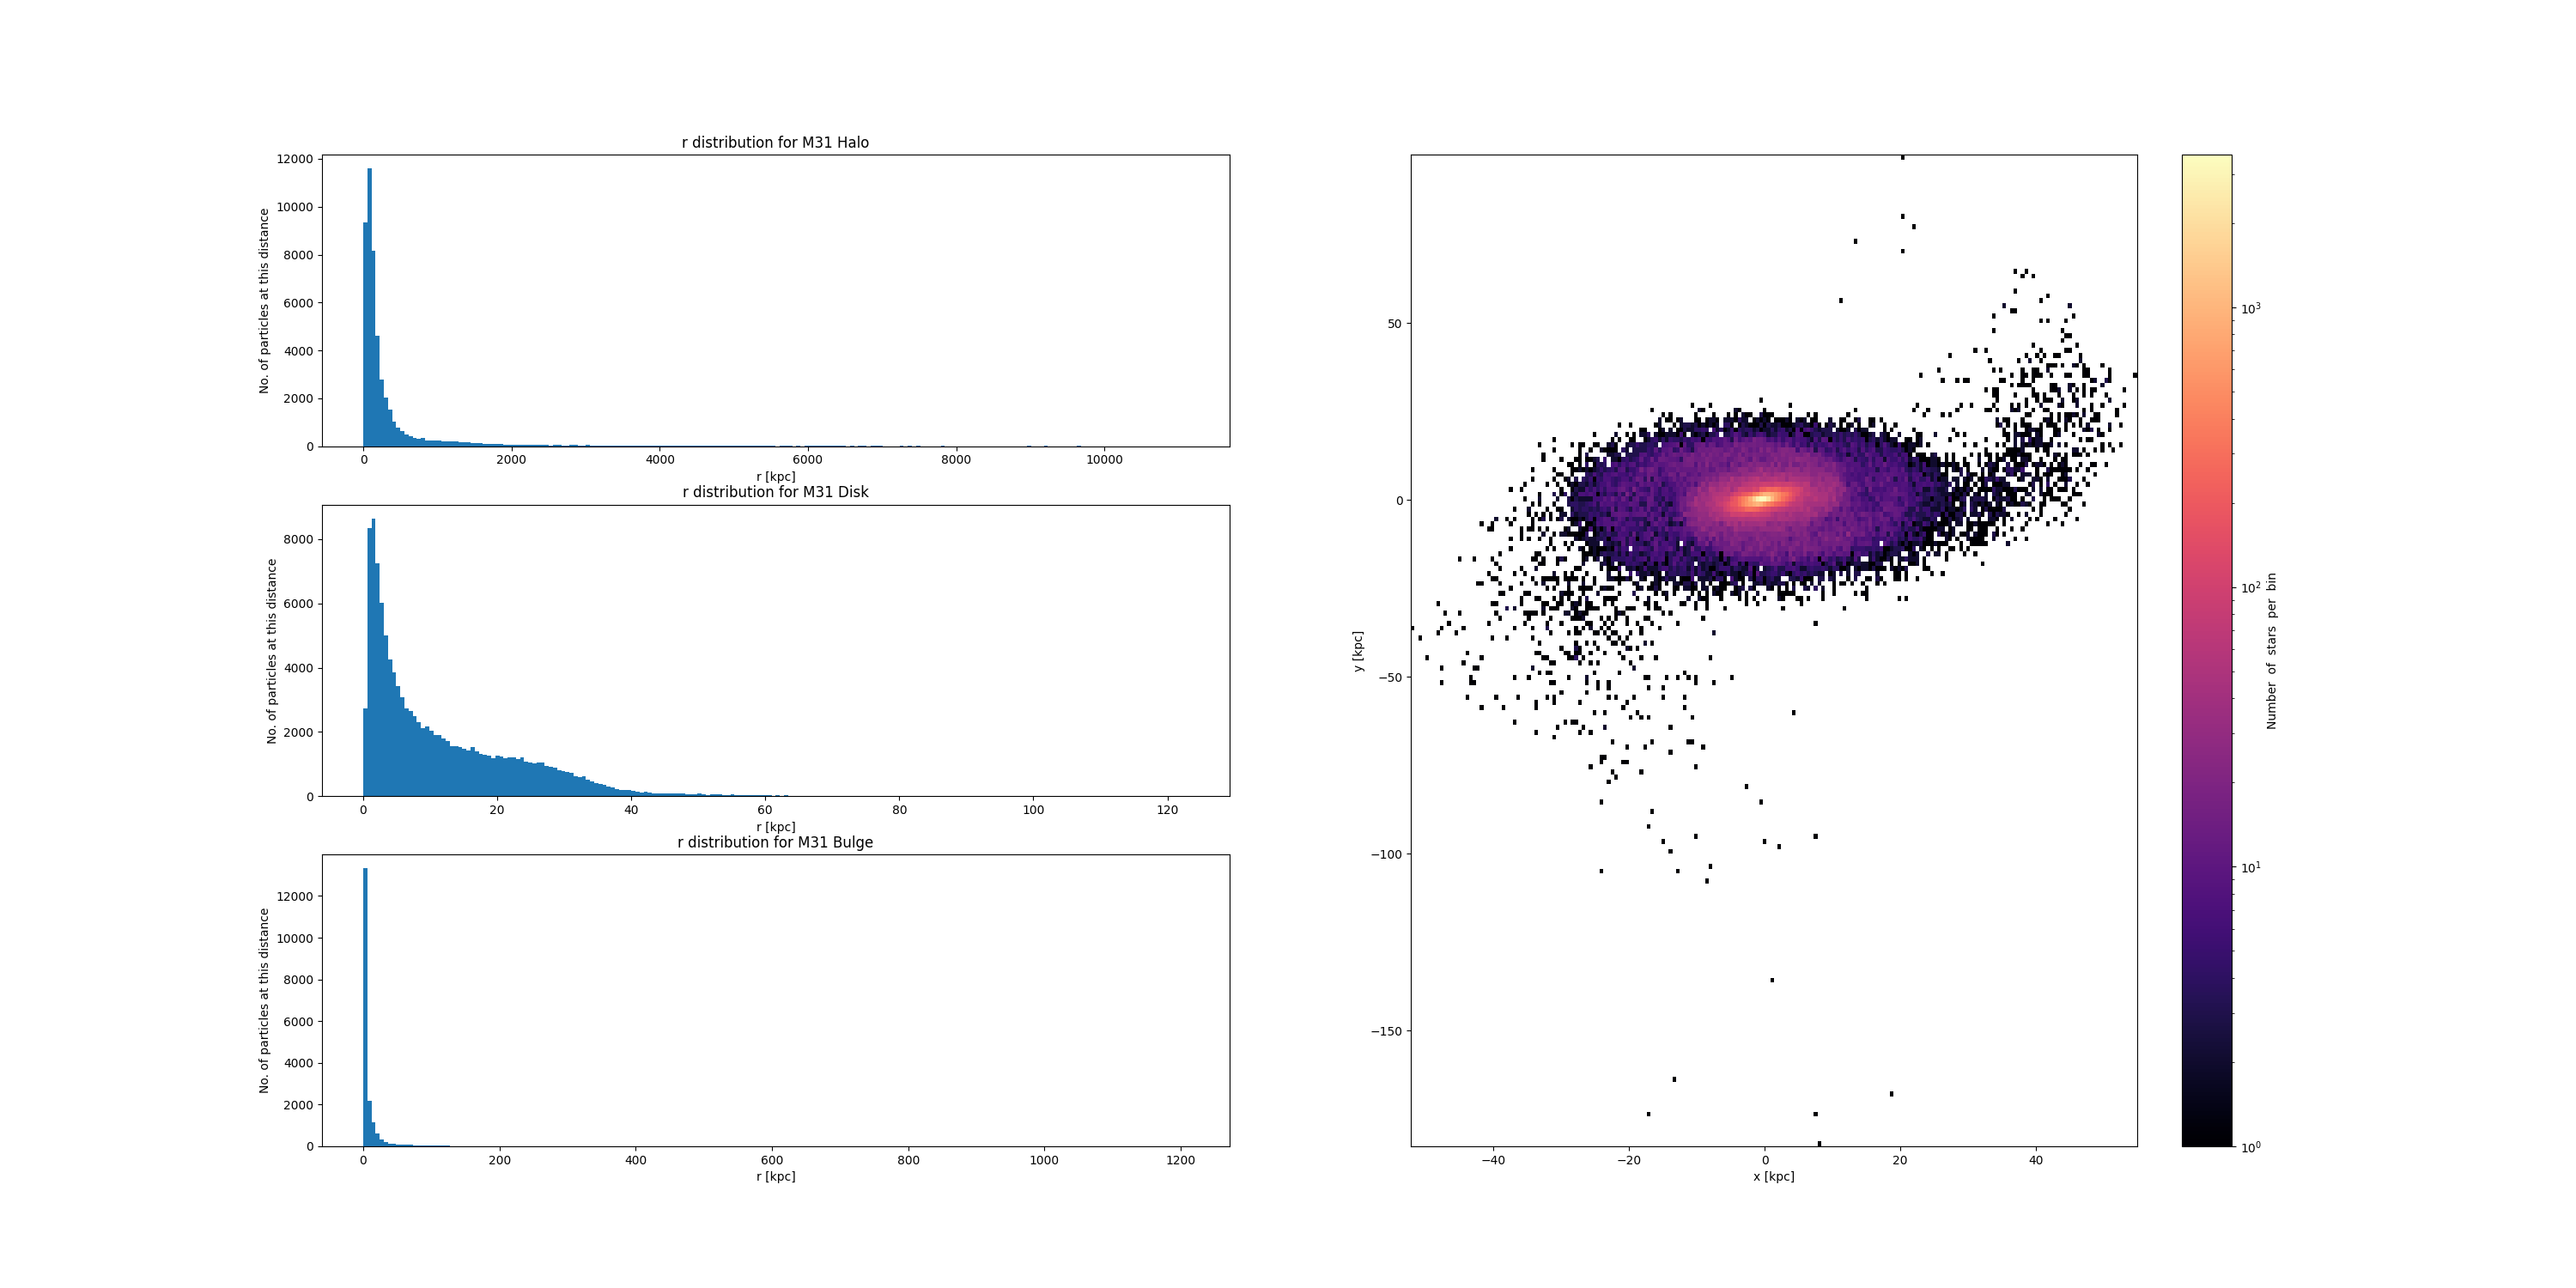 r distribution for M31 Halo
No. of particles at this distance
12000
10000
8000
6000
4000
2000
0
0 2000 4000 6000 8000 10000
r [kpc]
r distribution for M31 Disk
No. of particles at this distance
8000
6000
4000
2000
0
0 20 40 60 80 100 120
r [kpc]
r distribution for M31 Bulge
No. of particles at this distance
12000
10000
8000
6000
4000
2000
0
0 200 400 600 800 1000 1200
r [kpc]
y [kpc]
50
0
−50
−100
−150
−40 −20 0 20 40
x [kpc]
10³
10²
10¹
10⁰
Number of stars per bin